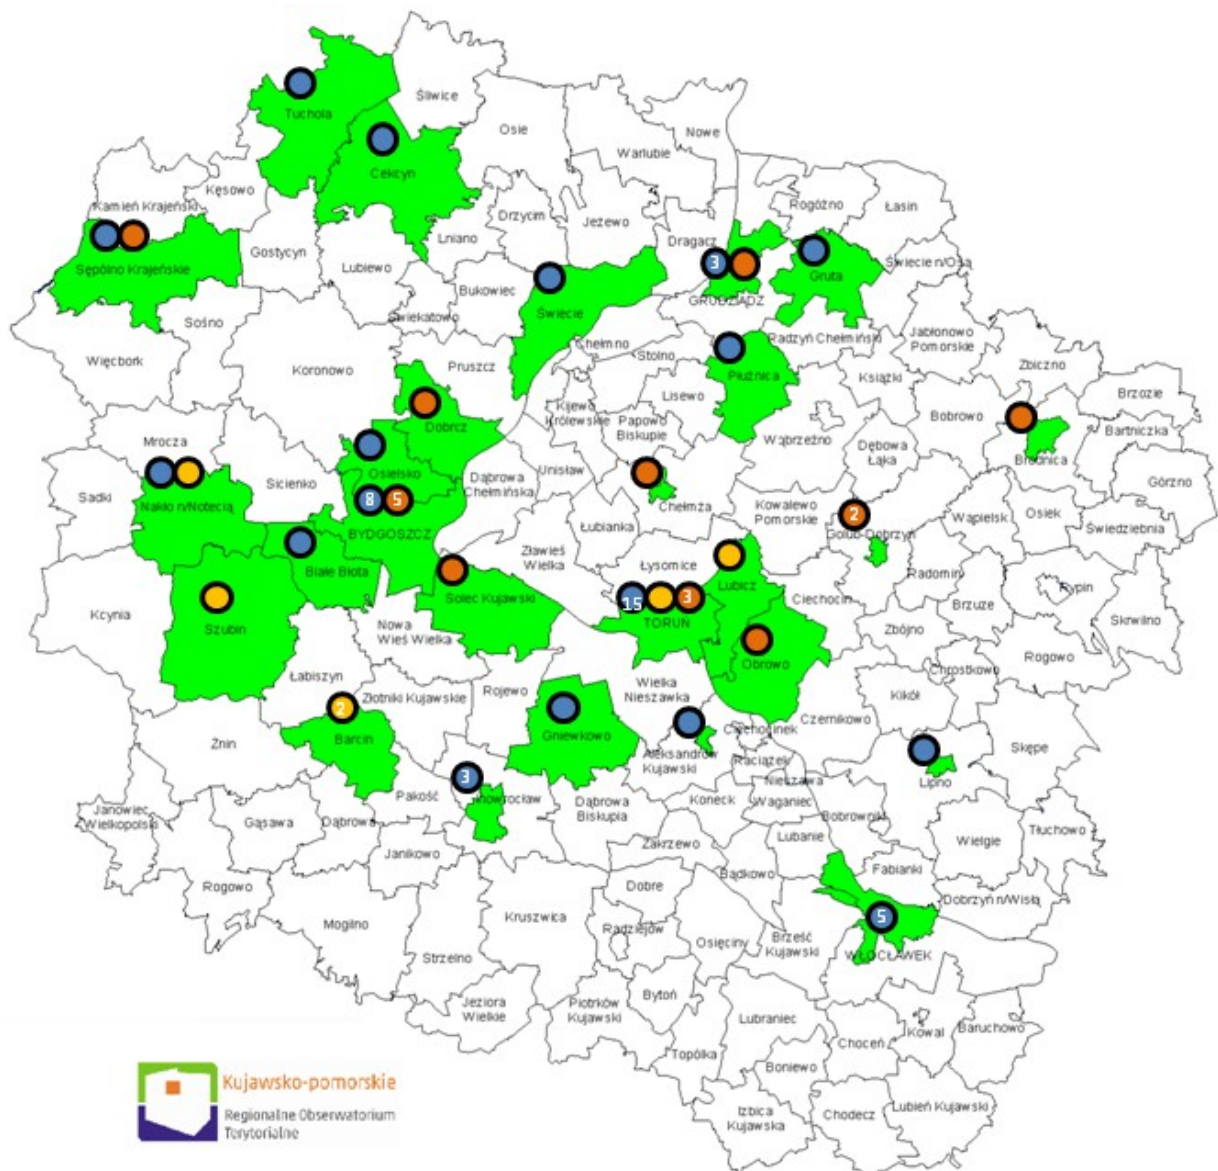 Śliwice
Tuchola
Osie
Nowe
Warlubie
Cekcyn
Kęsowo
Kamień Krajeński
Rogóźno
Łasin
Drzycim
Jeżewo
Lniano
Dragacz
Gostycyn
Lubiewo
Sępólno Krajeńskie
3
Gruta
Świecie n/Osą
Bukowiec
GRUDZIĄDZ
Świecie
Świekatowo
Sośno
Więcbork
Chełmno
Radzyń Chełmiński
Jabłonowo
Pomorskie
Stolno
Pruszcz
Koronowo
Płużnica
Książki
Zbiczno
Lisewo
Brzozie
Kijewo
Królewskie
Papowo
Biskupie
Bobrowo
Dobrcz
Bartniczka
Mrocza
Wąbrzeźno
Dębowa
Łąka
Brodnica
Osielsko
Unisław
Dąbrowa
Chełmińska
Sadki
Sicienko
Górzno
Nakło n/Notecią
8
5
Chełmża
Kowalewo
Pomorskie
2
Osiek
Wąpielsk
Świedziebnia
Łubianka
BYDGOSZCZ
Golub-Dobrzyń
Zławieś
Wielka
Łysomice
Białe Błota
Lubicz
Radomin
Rypin
Solec Kujawski
15
3
Ciechocin
Brzuze
Kcynia
Szubin
TORUŃ
Nowa
Wieś Wielka
Zbójno
Skrwilno
Obrowo
Rogowo
Chrostkowo
Wielka
Nieszawka
Łabiszyn
Złotniki Kujawskie
Rojewo
Kikół
2
Czernikowo
Gniewkowo
Ciechocinek
Żnin
Barcin
Aleksandrów
Kujawski
Raciążek
Skępe
3
Nieszawa
Lipno
Pakość
Inowrocław
Koneck
Waganiec
Janowiec
Wielkopolski
Gąsawa
Dąbrowa
Dąbrowa
Biskupia
Bobrowniki
Tłuchowo
Zakrzewo
Lubanie
Wielgie
Janikowo
Bądkowo
Fabianki
Rogowo
Dobre
Dobrzyń n/Wisłą
Kruszwica
5
Mogilno
Radziejów
Osięciny
Brześć
Kujawski
WŁOCŁAWEK
Strzelno
Bytoń
Jeziora
Wielkie
Piotrków
Kujawski
Lubraniec
Kowal
Baruchowo
Choceń
Topólka
Boniewo
Izbica
Kujawska
Chodecz
Lubień Kujawski
Kujawsko-pomorskie
Regionalne Obserwatorium
Terytorialne